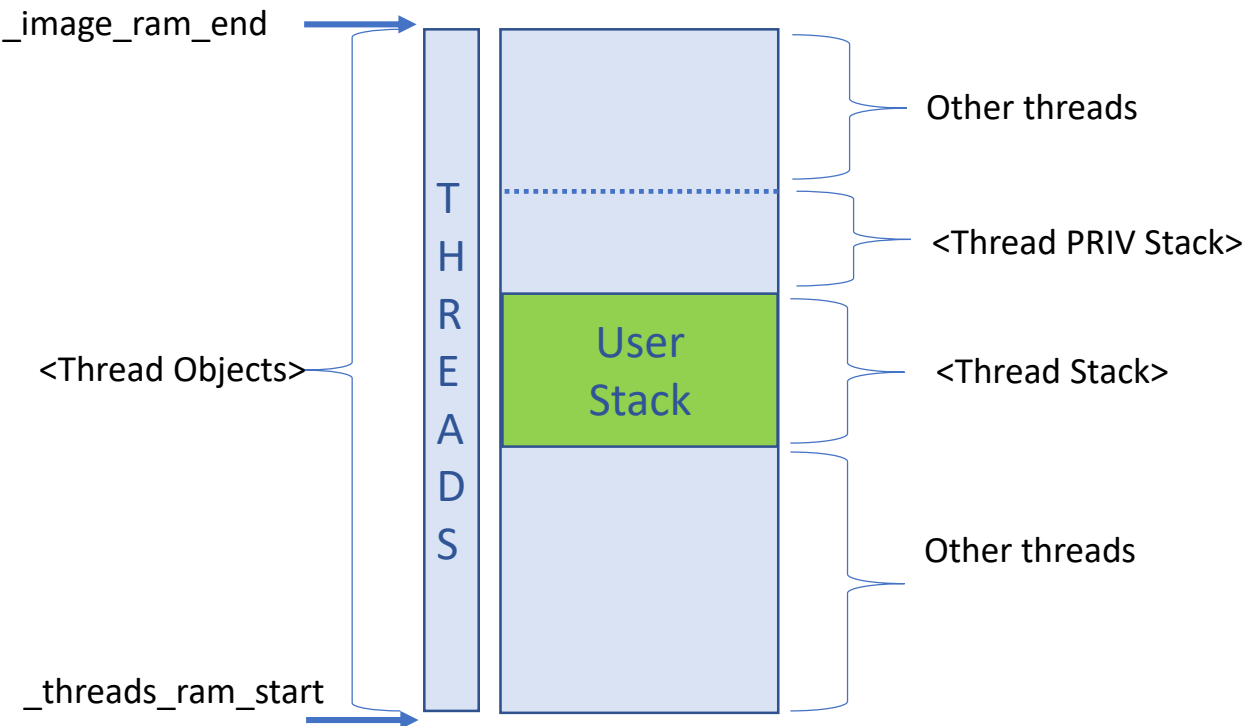 _image_ram_end
Other threads
T
H
R
E
A
D
S
<Thread PRIV Stack>
User
Stack
<Thread Objects>
<Thread Stack>
Other threads
_threads_ram_start